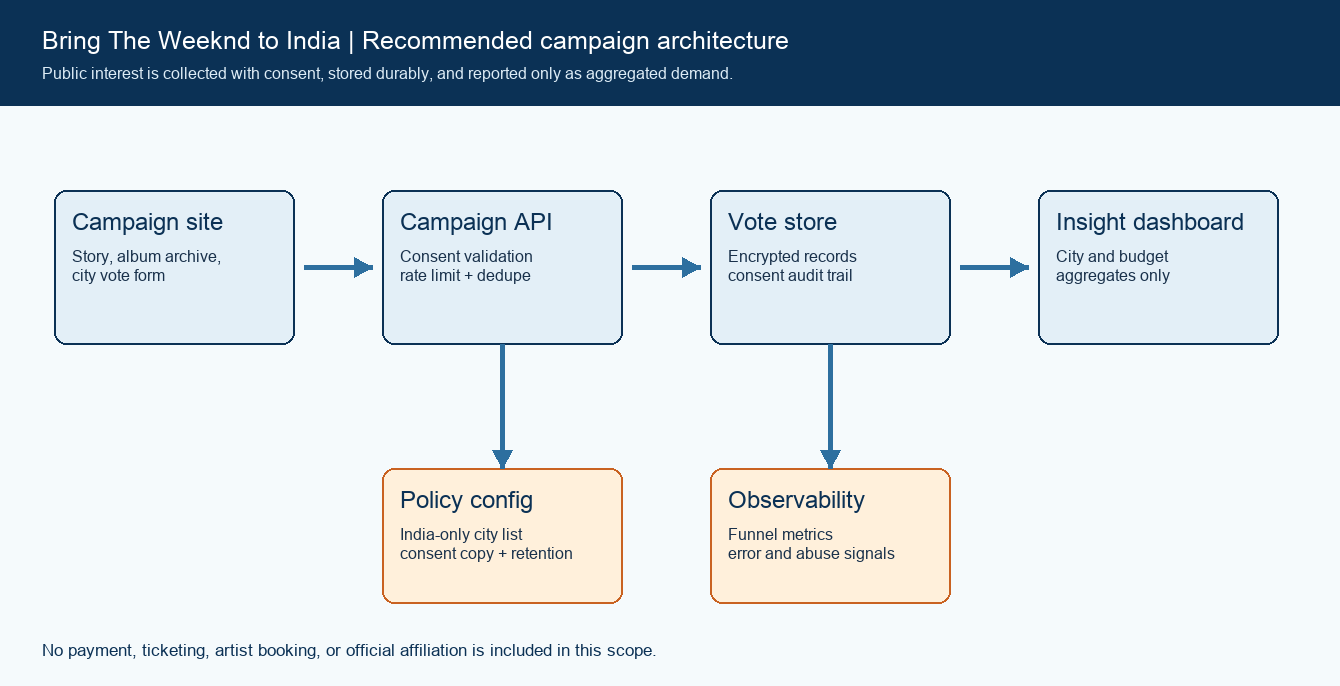 Bring The Weeknd to India | Recommended campaign architecture
Public interest is collected with consent, stored durably, and reported only as aggregated demand.
Campaign site
Story, album archive,
city vote form
Campaign API
Consent validation
rate limit + dedupe
Vote store
Encrypted records
consent audit trail
Insight dashboard
City and budget
aggregates only
Policy config
India-only city list
consent copy + retention
Observability
Funnel metrics
error and abuse signals
No payment, ticketing, artist booking, or official affiliation is included in this scope.